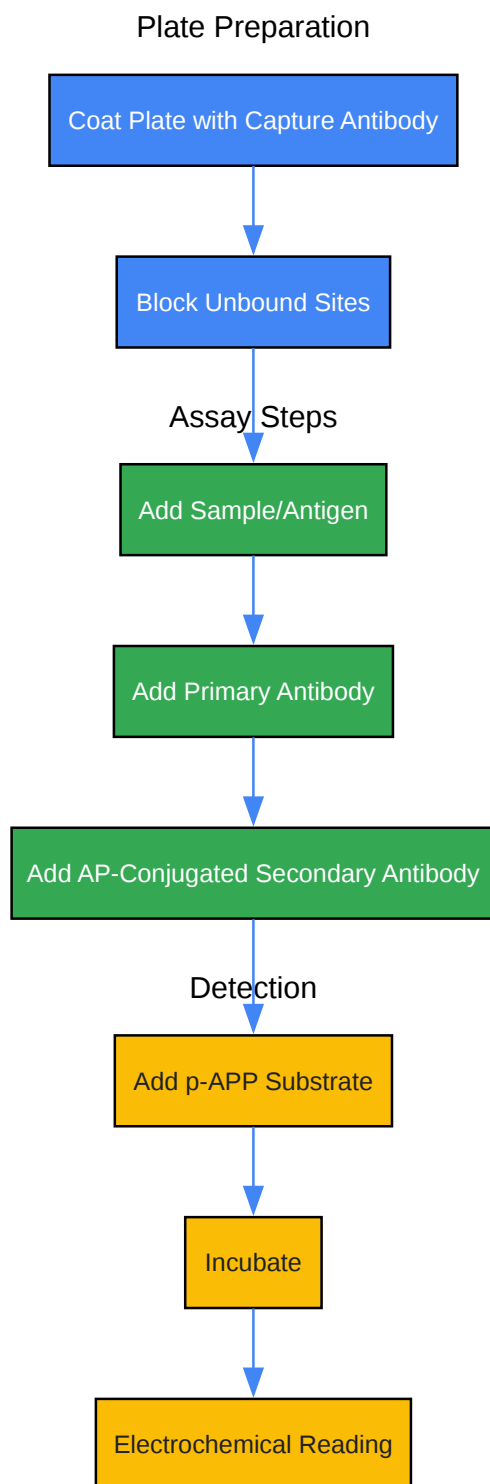 Plate Preparation
Coat Plate with Capture Antibody
Block Unbound Sites
Assay Steps
Add Sample/Antigen
Add Primary Antibody
Add AP-Conjugated Secondary Antibody
Detection
Add p-APP Substrate
Incubate
Electrochemical Reading